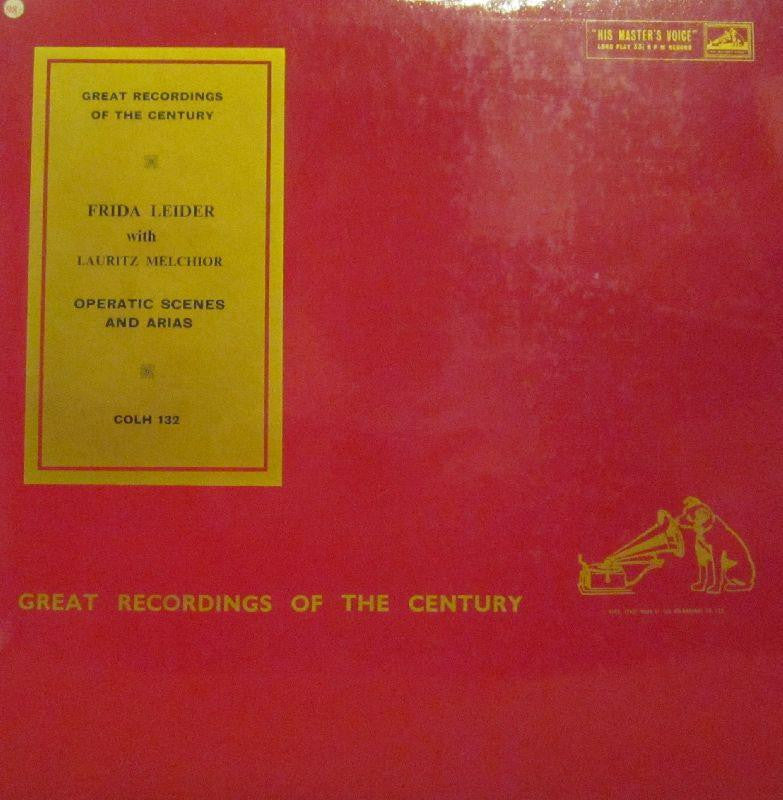 "HIS MASTER'S VOICE"
LONG PLAY 33⅓ R P M RECORD
GREAT RECORDINGS
OF THE CENTURY
FRIDA LEIDER
with
LAURITZ MELCHIOR
OPERATIC SCENES
AND ARIAS
COLH 132
GREAT RECORDINGS OF THE CENTURY